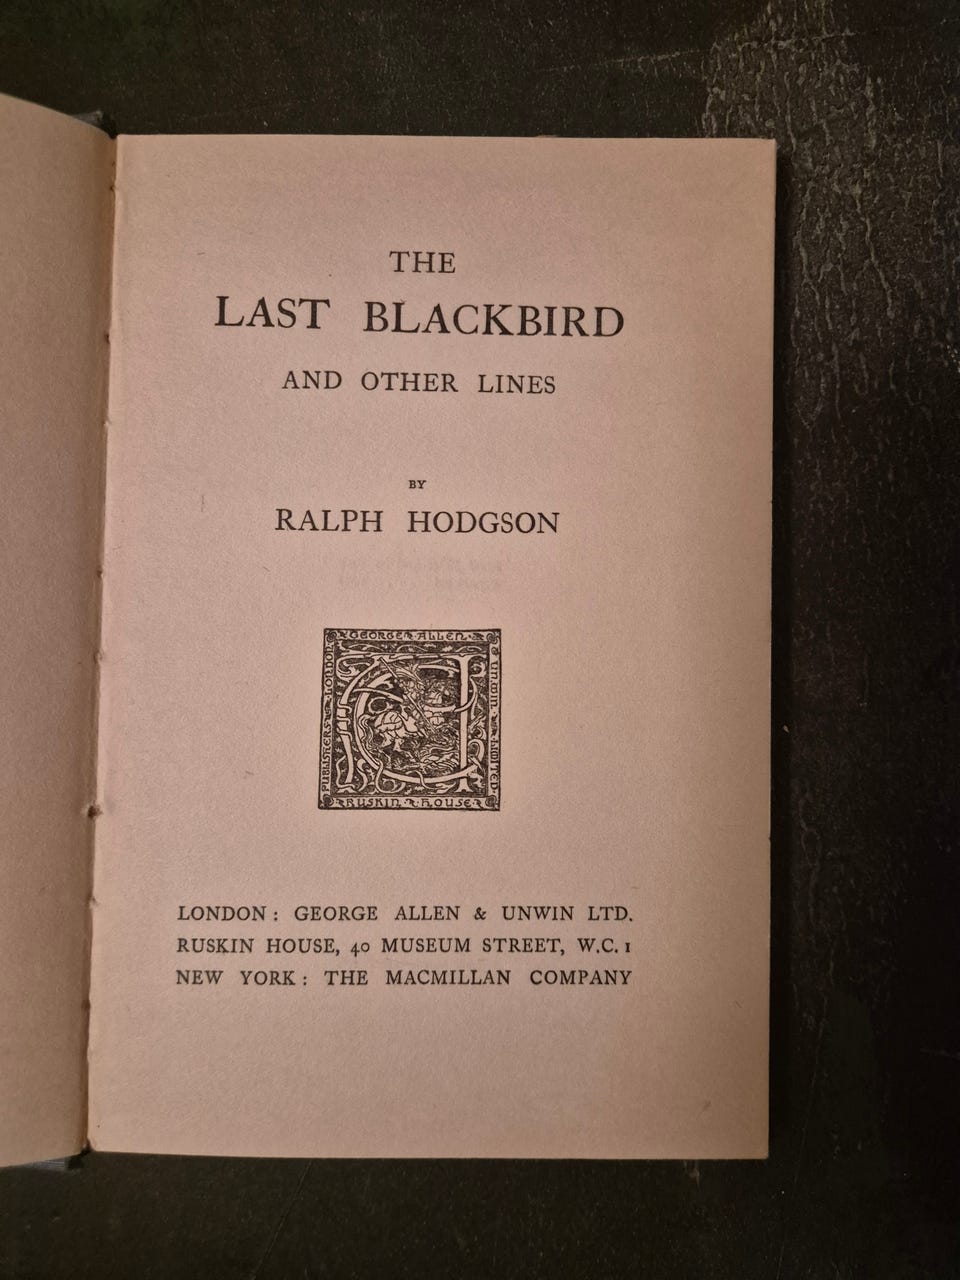 THE
LAST BLACKBIRD
AND OTHER LINES
BY
RALPH HODGSON
GEORGE ALLEN
& UNWIN LIMITED
PUBLISHERS LONDON
RUSKIN HOUSE
LONDON: GEORGE ALLEN & UNWIN LTD.
RUSKIN HOUSE, 40 MUSEUM STREET, W.C. 1
NEW YORK: THE MACMILLAN COMPANY